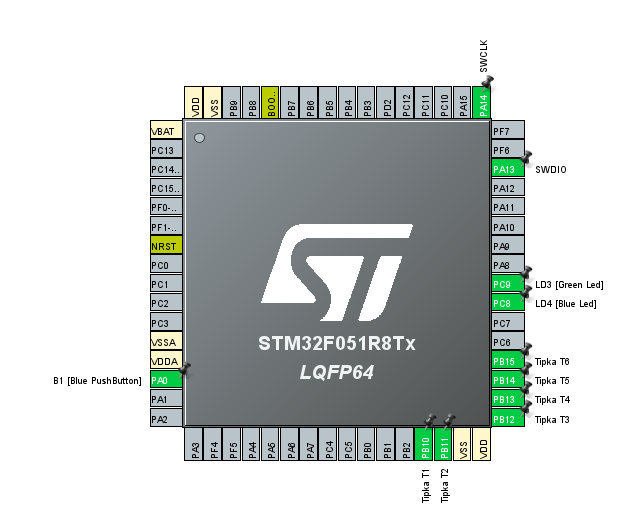 SWCLK
VDD
VSS
PB9
PB8
BOO..
PB7
PB6
PB5
PB4
PB3
PD2
PC12
PC11
PC10
PA15
PA14
VBAT
PC13
PC14..
PC15..
PF0-..
PF1-..
NRST
PC0
PC1
PC2
PC3
VSSA
VDDA
B1 [Blue PushButton] PA0
PA1
PA2
ST
STM32F051R8Tx
LQFP64
PF7
PF6
PA13 SWDIO
PA12
PA11
PA10
PA9
PA8
PC9 LD3 [Green Led]
PC8 LD4 [Blue Led]
PC7
PC6
PB15 Tipka T6
PB14 Tipka T5
PB13 Tipka T4
PB12 Tipka T3
PA3
PF4
PF5
PA4
PA5
PA6
PA7
PC4
PC5
PB0
PB1
PB2
PB10
PB11
VSS
VDD
Tipka T1
Tipka T2